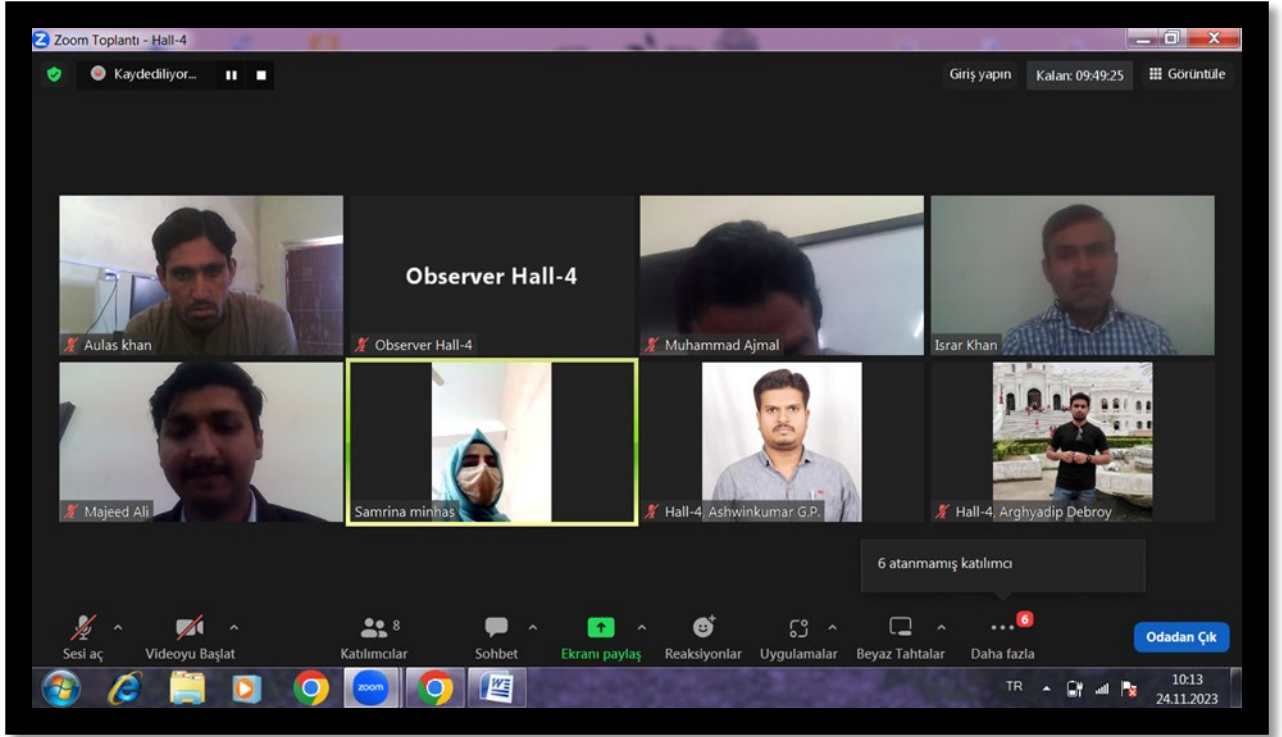 Zoom Toplantı - Hall-4
Kaydediliyor...
Giriş yapın
Kalan: 09:49:25
Görüntüle
Aulas khan
Observer Hall-4
Observer Hall-4
Muhammad Ajmal
Israr Khan
Majeed Ali
Samrina minhas
Hall-4, Ashwinkumar G.P.
Hall-4, Arghyadip Debroy
6 atanmamış katılımcı
8
6
Sesi aç
Videoyu Başlat
Katılımcılar
Sohbet
Ekranı paylaş
Reaksiyonlar
Uygulamalar
Beyaz Tahtalar
Daha fazla
Odadan Çık
zoom
TR
10:13
24.11.2023